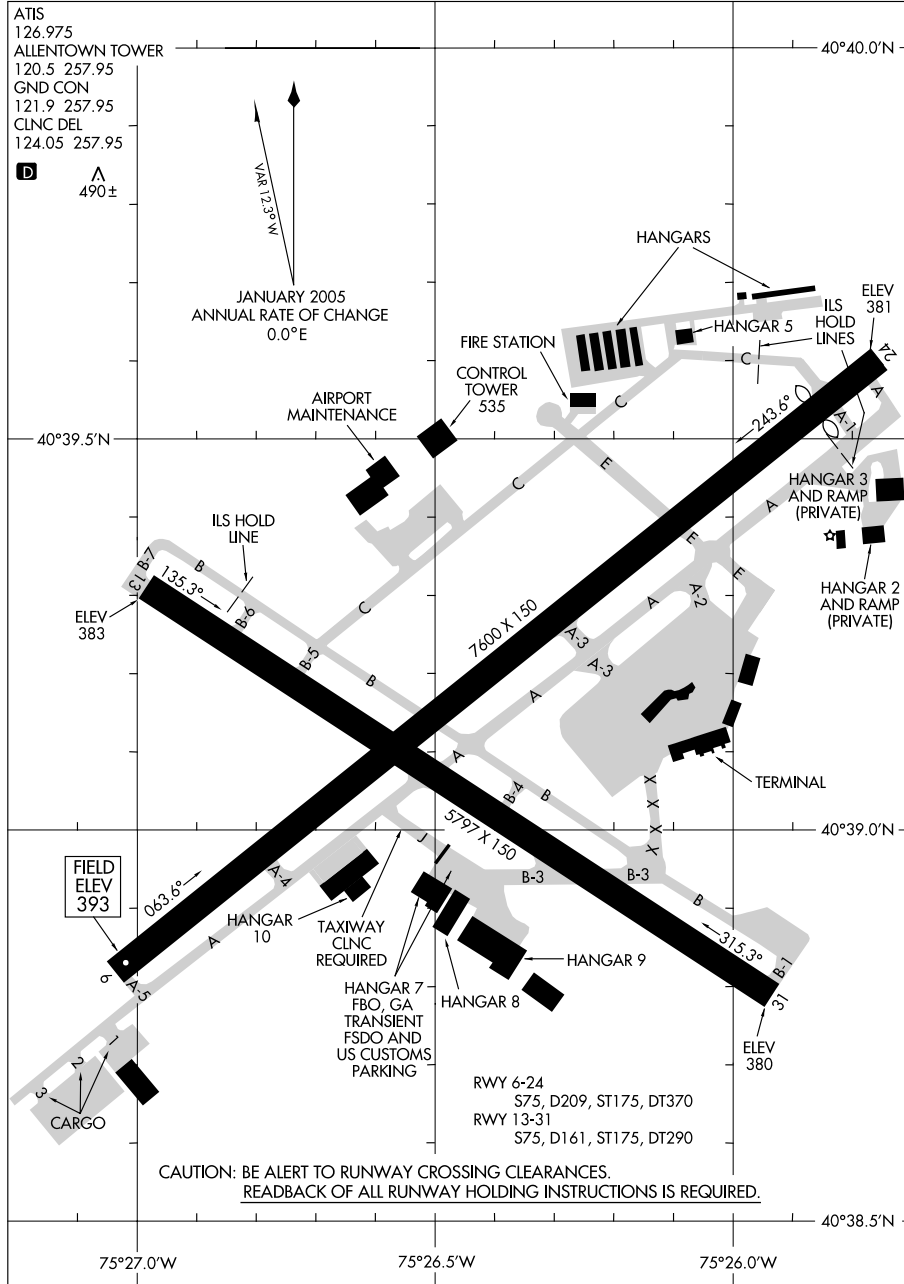 ATIS
126.975
ALLENTOWN TOWER
120.5 257.95
GND CON
121.9 257.95
CLNC DEL
124.05 257.95
D
490±
40°40.0'N
VAR 12.3° W
JANUARY 2005
ANNUAL RATE OF CHANGE
0.0°E
HANGARS
ELEV
381
ILS
HOLD
LINES
HANGAR 5
24
FIRE STATION
C
CONTROL
TOWER
535
C
A
AIRPORT
MAINTENANCE
243.6°
A-1
40°39.5'N
E
C
HANGAR 3
AND RAMP
(PRIVATE)
A
ILS HOLD
LINE
E
B-7
B
13
135.3°
E
HANGAR 2
AND RAMP
(PRIVATE)
A-2
C
A
ELEV
383
B-6
7600 X 150
A-3
B-5
A-3
B
A
A
TERMINAL
B-4
B
X
X
X
X
5797 X 150
40°39.0'N
J
FIELD
ELEV
393
063.6°
A-4
B-3
B-3
B
HANGAR
10
TAXIWAY
CLNC
REQUIRED
A
315.3°
HANGAR 9
B-1
6
A-5
31
HANGAR 7
FBO, GA
TRANSIENT
FSDO AND
US CUSTOMS
PARKING
HANGAR 8
ELEV
380
1
2
3
CARGO
RWY 6-24
S75, D209, ST175, DT370
RWY 13-31
S75, D161, ST175, DT290
CAUTION: BE ALERT TO RUNWAY CROSSING CLEARANCES.
READBACK OF ALL RUNWAY HOLDING INSTRUCTIONS IS REQUIRED.
40°38.5'N
75°27.0'W
75°26.5'W
75°26.0'W